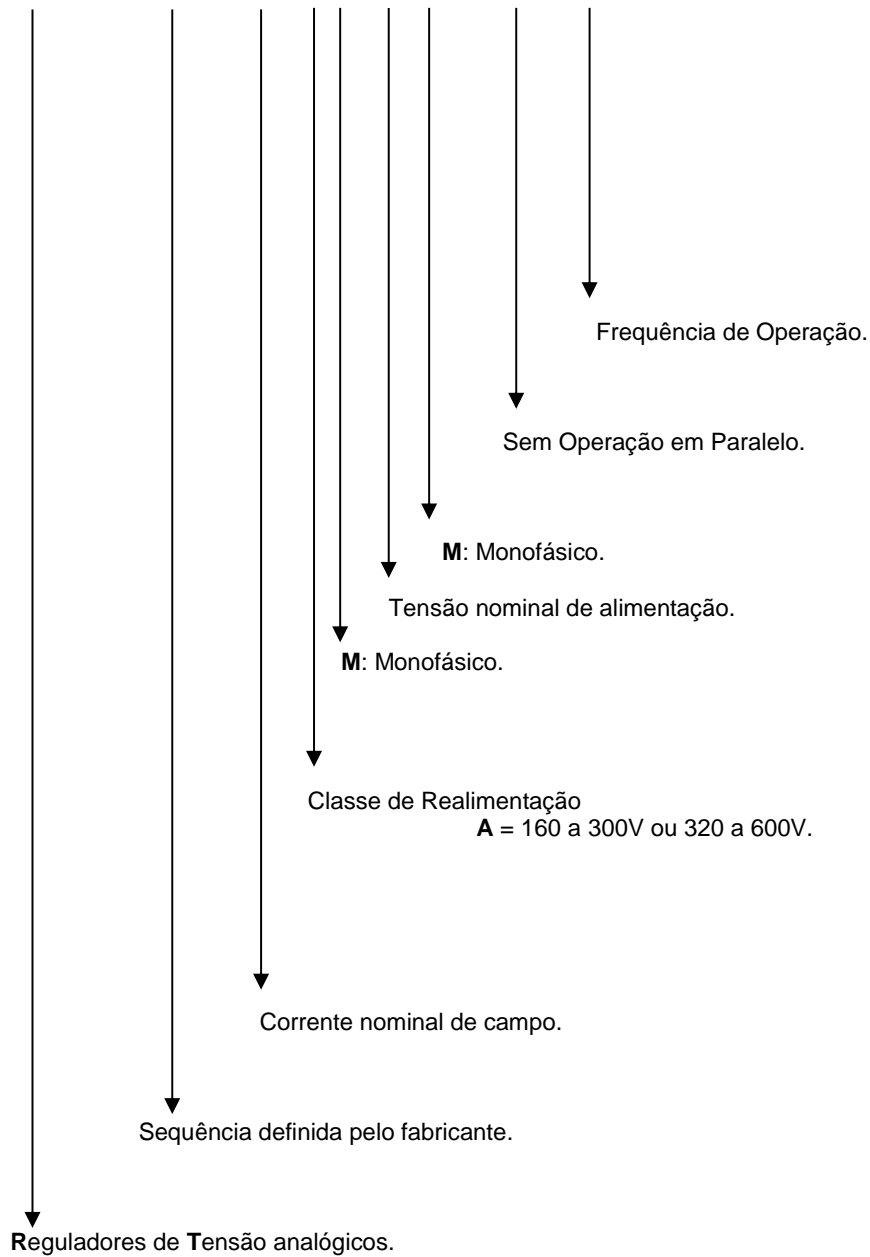 Frequência de Operação.
Sem Operação em Paralelo.
M: Monofásico.
Tensão nominal de alimentação.
M: Monofásico.
Classe de Realimentação
A = 160 a 300V ou 320 a 600V.
Corrente nominal de campo.
Sequência definida pelo fabricante.
Reguladores de Tensão analógicos.